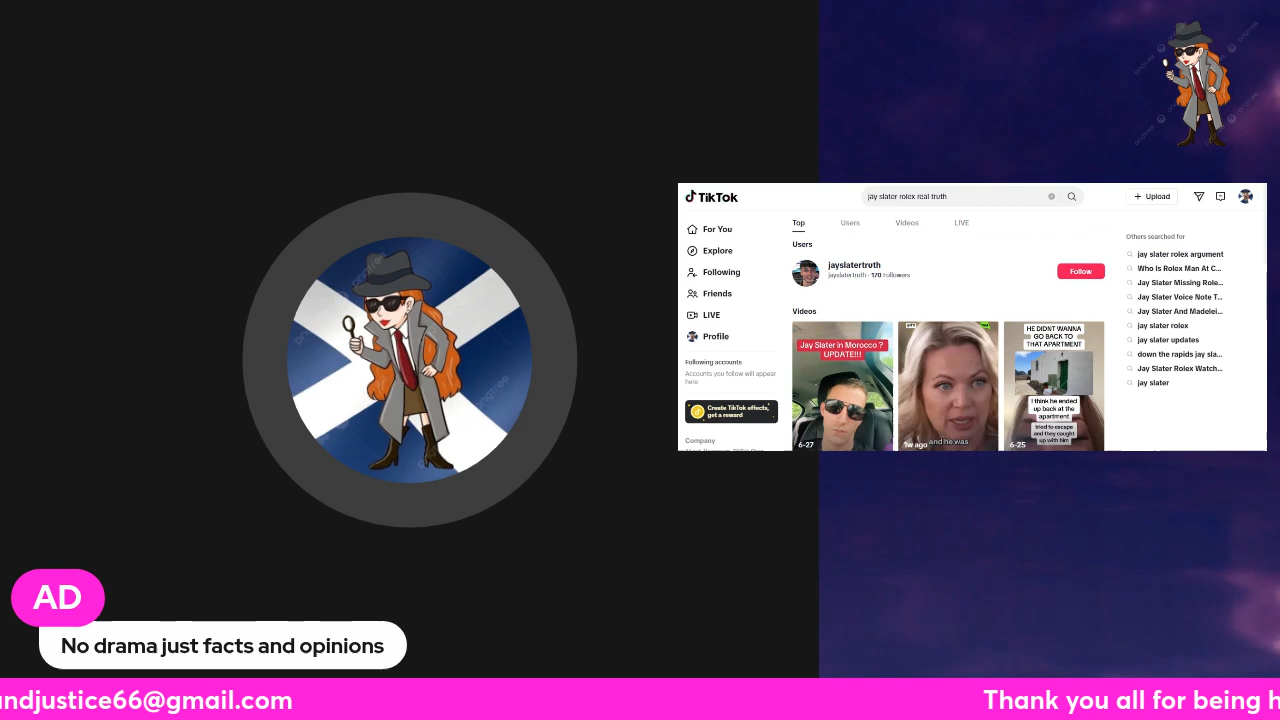 TikTok
jay slater rolex real truth
Upload
For You
Explore
Following
Friends
LIVE
Profile
Following accounts
Accounts you follow will appear
here
Create TikTok effects,
get a reward
Company
Top
Users
Videos
LIVE
Users
jayslatertruth
jayslatertruth · 170 Followers
Follow
Videos
Jay Slater in Morocco ?
UPDATE!!!
6-27
and he was
1w ago
HE DIDNT WANNA
GO BACK TO
THAT APARTMENT
I think he ended
up back at the
apartment
tried to escape
and they caught
up with him
6-25
Others searched for
jay slater rolex argument
Who Is Rolex Man At C...
Jay Slater Missing Role...
Jay Slater Voice Note T...
Jay Slater And Madelei...
jay slater rolex
jay slater updates
down the rapids jay sla...
Jay Slater Rolex Watch...
jay slater
AD
No drama just facts and opinions
andjustice66@gmail.com
Thank you all for being h